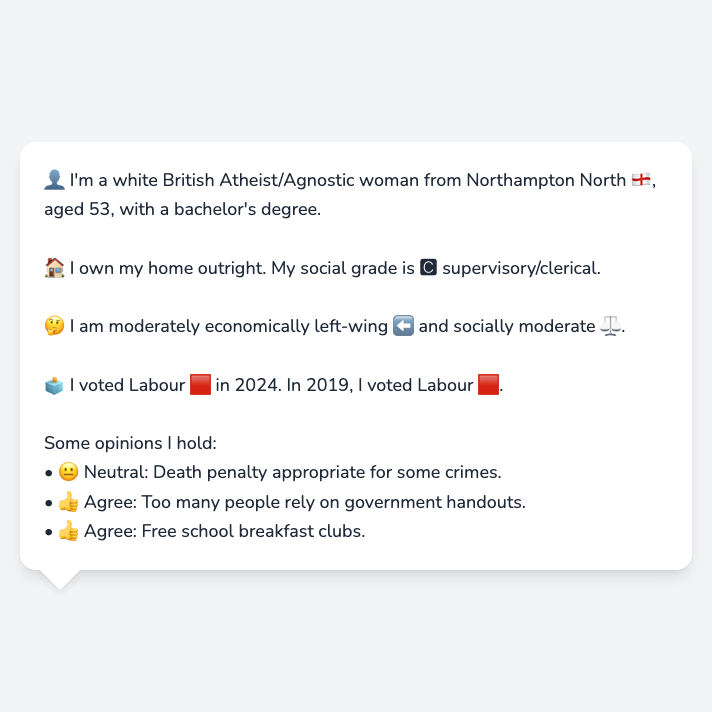 👤 I'm a white British Atheist/Agnostic woman from Northampton North 🏴󠁧󠁢󠁥󠁮󠁧󠁿,
aged 53, with a bachelor's degree.
🏠 I own my home outright. My social grade is 🅲 supervisory/clerical.
🤔 I am moderately economically left-wing ⬅️ and socially moderate ⚖️.
🗳️ I voted Labour 🟥 in 2024. In 2019, I voted Labour 🟥.
Some opinions I hold:
• 😐 Neutral: Death penalty appropriate for some crimes.
• 👍 Agree: Too many people rely on government handouts.
• 👍 Agree: Free school breakfast clubs.